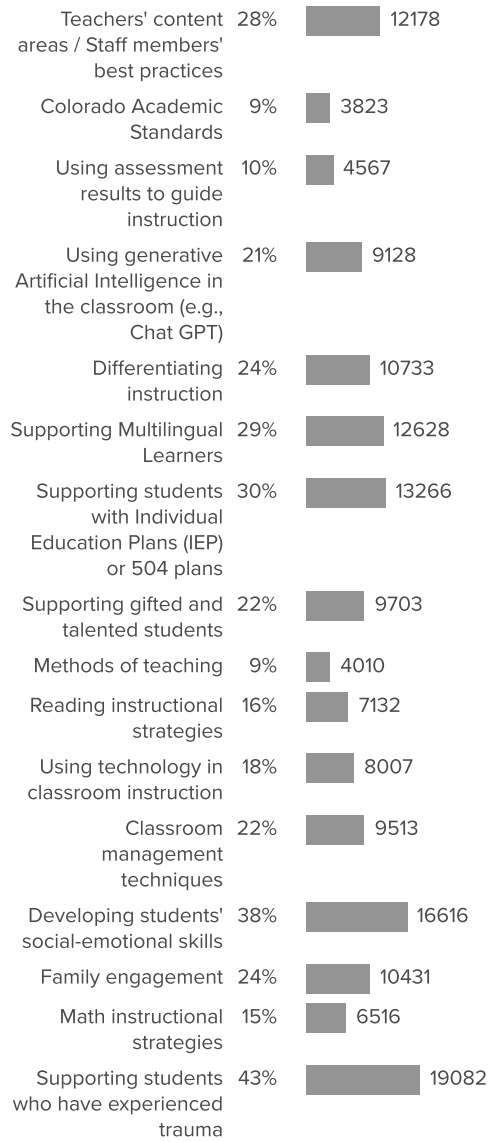 Teachers' content 28% 12178
areas / Staff members'
best practices
Colorado Academic 9% 3823
Standards
Using assessment 10% 4567
results to guide
instruction
Using generative 21% 9128
Artificial Intelligence in
the classroom (e.g.,
Chat GPT)
Differentiating 24% 10733
instruction
Supporting Multilingual 29% 12628
Learners
Supporting students 30% 13266
with Individual
Education Plans (IEP)
or 504 plans
Supporting gifted and 22% 9703
talented students
Methods of teaching 9% 4010
Reading instructional 16% 7132
strategies
Using technology in 18% 8007
classroom instruction
Classroom 22% 9513
management
techniques
Developing students' 38% 16616
social-emotional skills
Family engagement 24% 10431
Math instructional 15% 6516
strategies
Supporting students 43% 19082
who have experienced
trauma